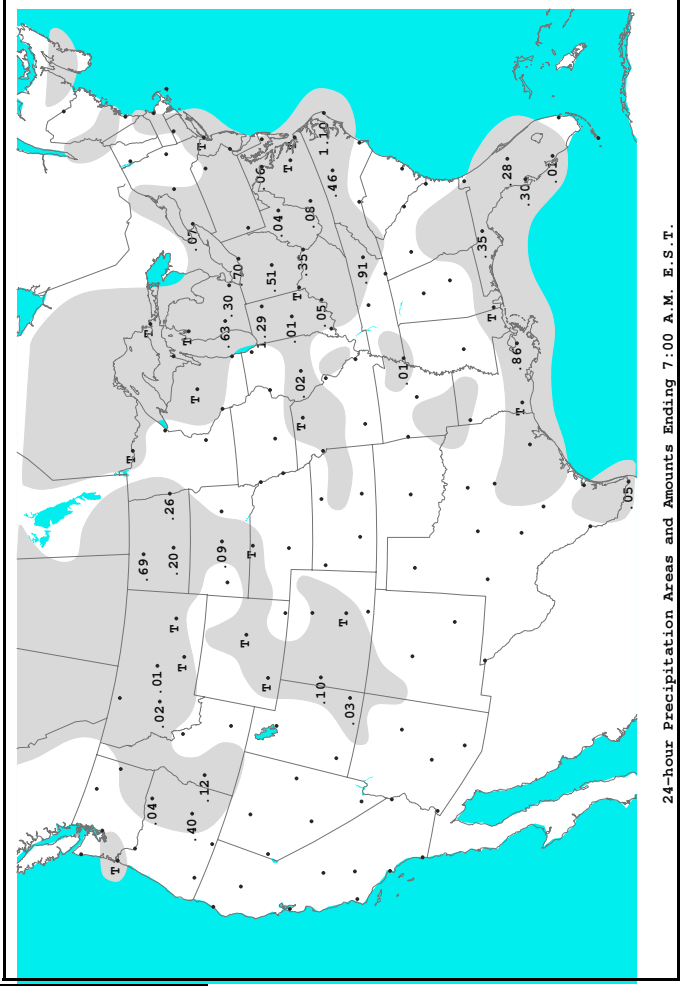 T
T
.69
T
.04
.02 .01
.26
.20
T
T
T
.40
.07
T
T
.12
.09
.63
.30
.70
T
T
.06
1.29
T
.51
.04
T
.01
T
.02
T
.35
.08
.10
.05
1.10
.46
T
.03
.91
.01
.35
T
.28
.86
T
.30
.01
.05
24-hour Precipitation Areas and Amounts Ending 7:00 A.M. E.S.T.